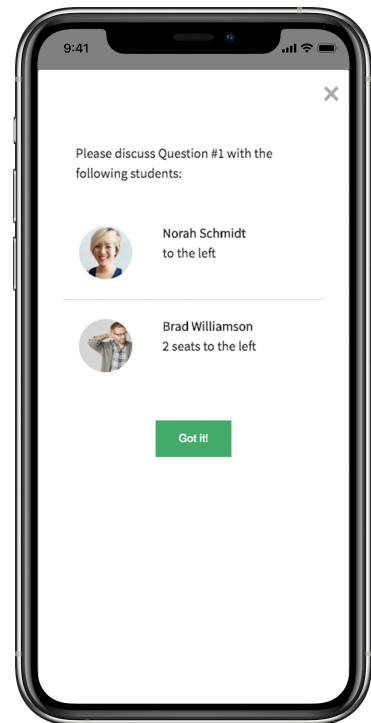 9:41
Please discuss Question #1 with the
following students:
Norah Schmidt
to the left
Brad Williamson
2 seats to the left
Got it!